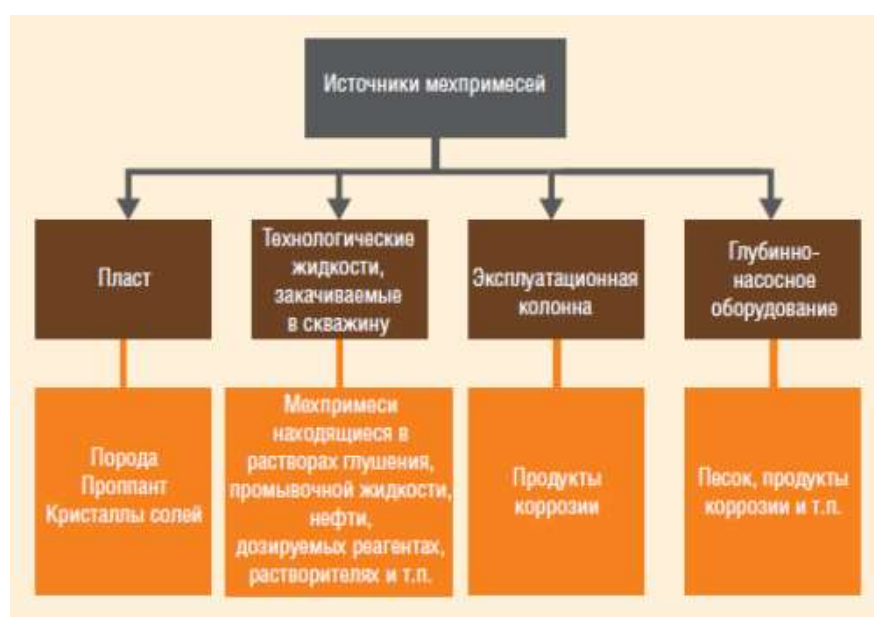 Источники мехпримесей
Пласт
Технологические
жидкости,
закачиваемые
в скважину
Эксплуатационная
колонна
Глубинно-
насосное
оборудование
Порода
Проппант
Кристаллы солей
Мехпримеси
находящиеся в
растворах глушения,
промывочной жидкости,
нефти,
дозируемых реагентах,
растворителях и т.п.
Продукты
коррозии
Песок, продукты
коррозии и т.п.